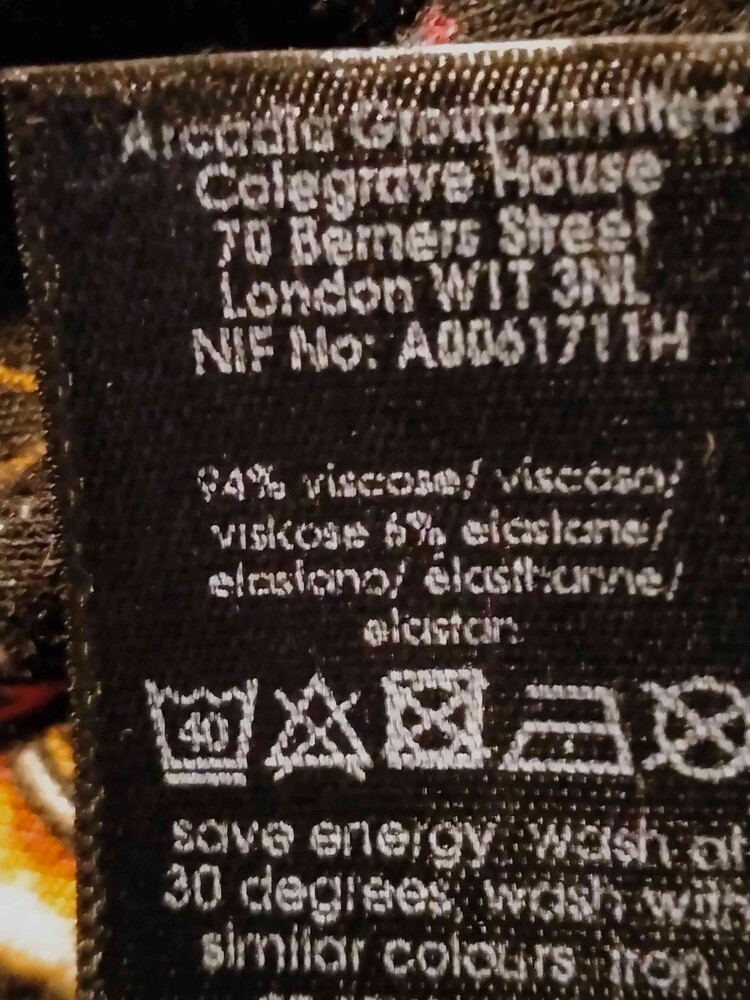 Arcadia Group Limited
Colegrave House
70 Berners Street
London W1T 3NL
NIF No: A0061711H
94% viscose/ viscosa/
viskose 6% elastane/
elastano/ élasthanne/
elastan
40
save energy, wash at
30 degrees, wash with
similar colours. iron